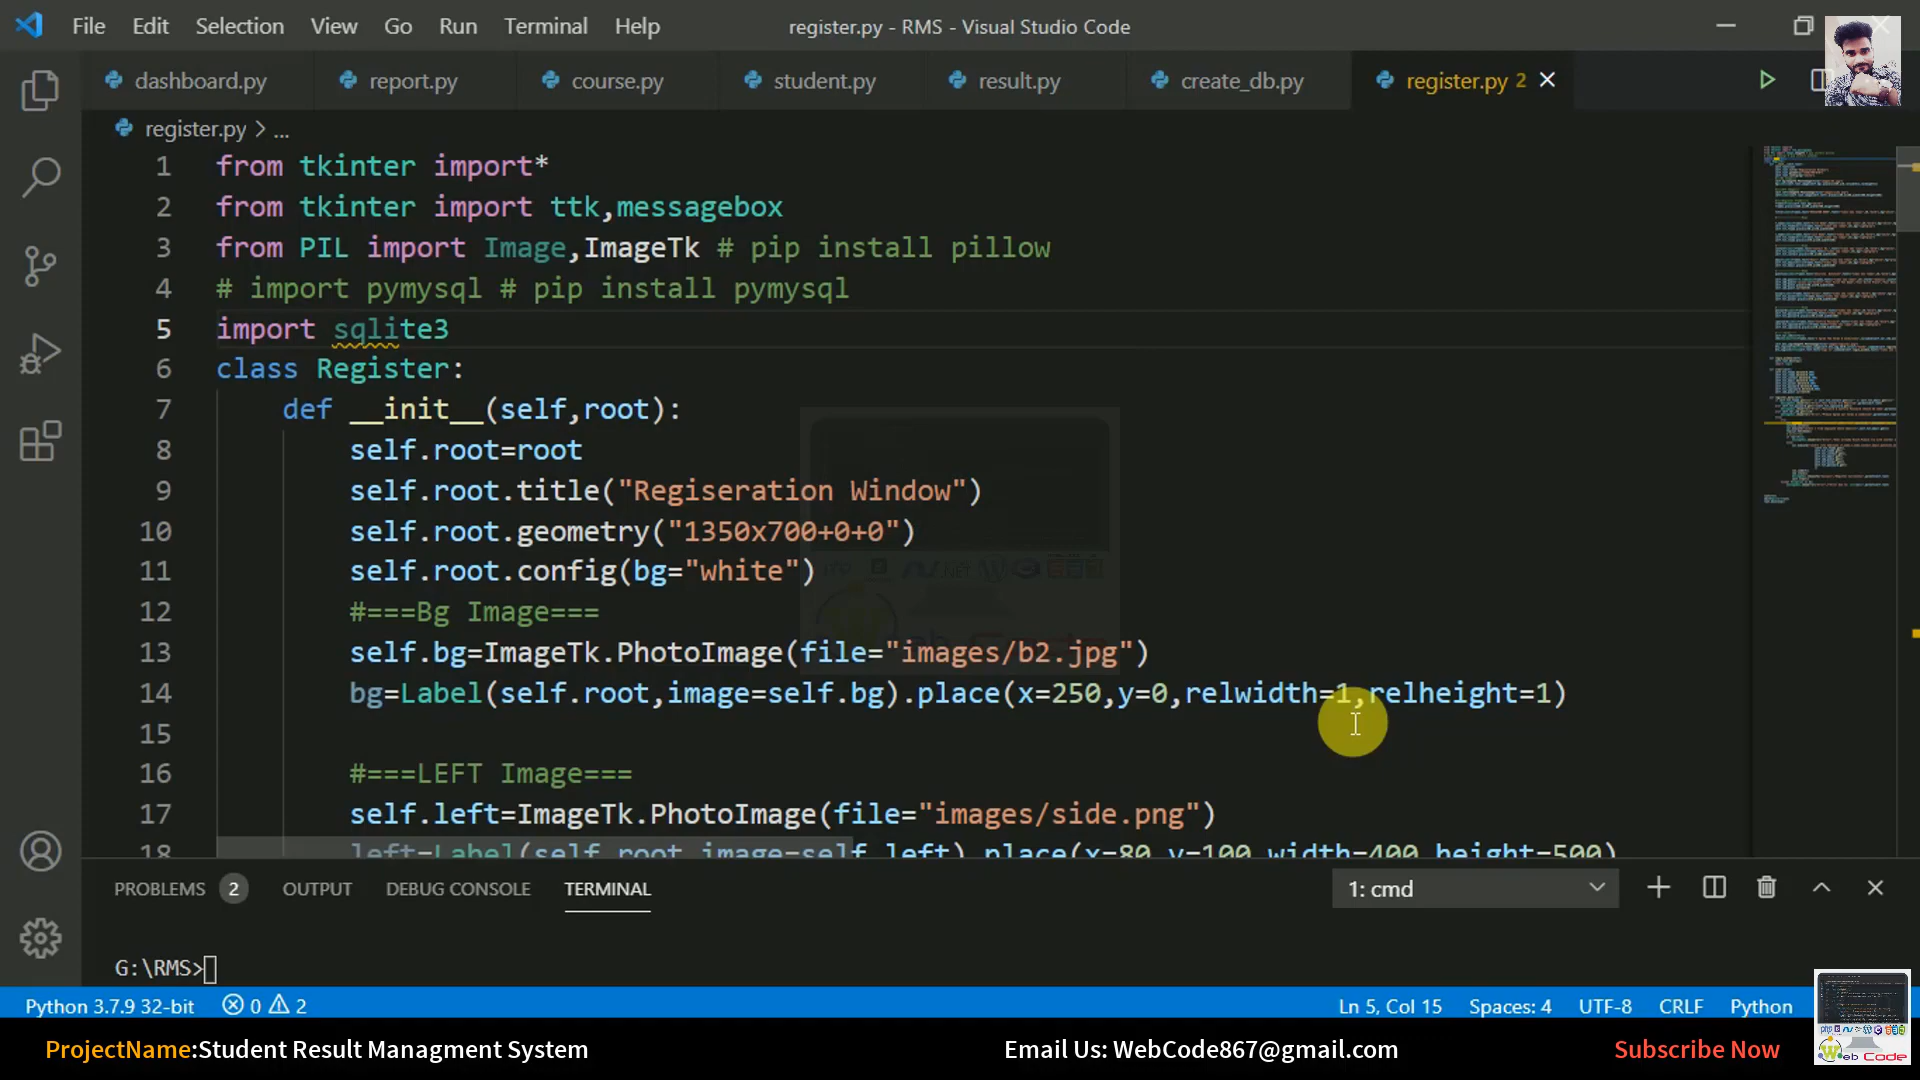 File Edit Selection View Go Run Terminal Help register.py - RMS - Visual Studio Code
dashboard.py report.py course.py student.py result.py create_db.py register.py 2
register.py > ...
1 from tkinter import*
2 from tkinter import ttk,messagebox
3 from PIL import Image,ImageTk # pip install pillow
4 # import pymysql # pip install pymysql
5 import sqlite3
6 class Register:
7 def __init__(self,root):
8 self.root=root
9 self.root.title("Regiseration Window")
10 self.root.geometry("1350x700+0+0")
11 self.root.config(bg="white")
12 #===Bg Image===
13 self.bg=ImageTk.PhotoImage(file="images/b2.jpg")
14 bg=Label(self.root,image=self.bg).place(x=250,y=0,relwidth=1,relheight=1)
15
16 #===LEFT Image===
17 self.left=ImageTk.PhotoImage(file="images/side.png")
18 left=Label(self.root,image=self.left).place(x=80,y=100,width=400,height=500)
PROBLEMS 2 OUTPUT DEBUG CONSOLE TERMINAL 1: cmd
G:\RMS>
Python 3.7.9 32-bit 0 2 Ln 5, Col 15 Spaces: 4 UTF-8 CRLF Python
ProjectName:Student Result Managment System Email Us: WebCode867@gmail.com Subscribe Now
Web Code